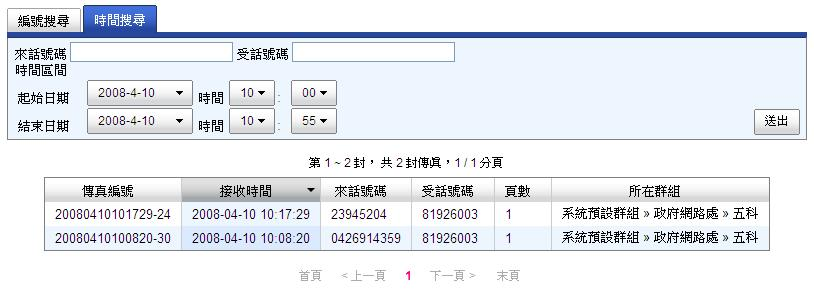 編號搜尋 時間搜尋
來話號碼 受話號碼
時間區間
起始日期 2008-4-10 時間 10 : 00
結束日期 2008-4-10 時間 10 : 55
送出
第 1 ~ 2 封， 共 2 封傳真，1 / 1 分頁
傳真編號 接收時間 來話號碼 受話號碼 頁數 所在群組
20080410101729-24 2008-04-10 10:17:29 23945204 81926003 1 系統預設群組 » 政府網路處 » 五科
20080410100820-30 2008-04-10 10:08:20 0426914359 81926003 1 系統預設群組 » 政府網路處 » 五科
首頁 < 上一頁 1 下一頁 > 末頁